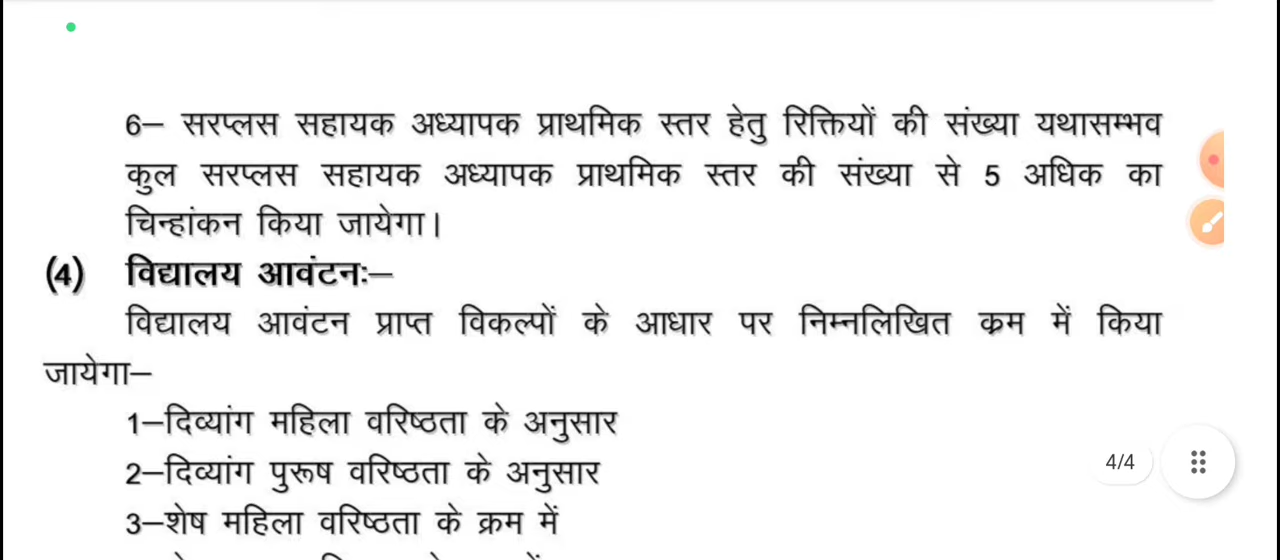 6– सरप्लस सहायक अध्यापक प्राथमिक स्तर हेतु रिक्तियों की संख्या यथासम्भव
कुल सरप्लस सहायक अध्यापक प्राथमिक स्तर की संख्या से 5 अधिक का
चिन्हांकन किया जायेगा।
(4) विद्यालय आवंटनः–
विद्यालय आवंटन प्राप्त विकल्पों के आधार पर निम्नलिखित क्रम में किया
जायेगा–
1–दिव्यांग महिला वरिष्ठता के अनुसार
2–दिव्यांग पुरूष वरिष्ठता के अनुसार
4/4
3–शेष महिला वरिष्ठता के क्रम में